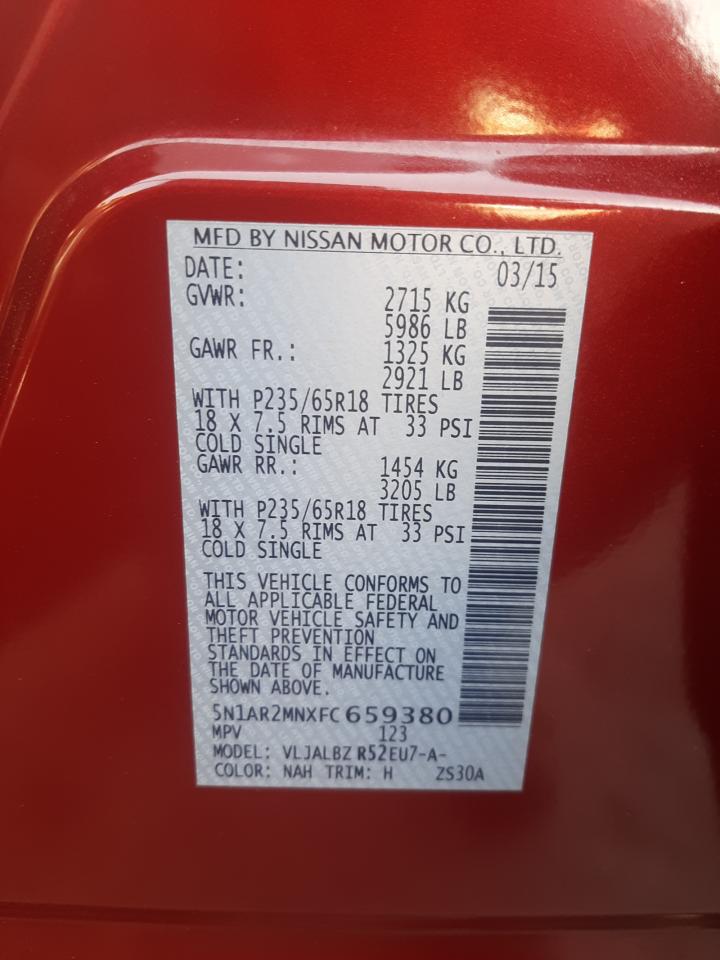 MFD BY NISSAN MOTOR CO., LTD.
DATE: 03/15
GVWR: 2715 KG
5986 LB
GAWR FR.: 1325 KG
2921 LB
WITH P235/65R18 TIRES
18 X 7.5 RIMS AT 33 PSI
COLD SINGLE
GAWR RR.: 1454 KG
3205 LB
WITH P235/65R18 TIRES
18 X 7.5 RIMS AT 33 PSI
COLD SINGLE
THIS VEHICLE CONFORMS TO
ALL APPLICABLE FEDERAL
MOTOR VEHICLE SAFETY AND
THEFT PREVENTION
STANDARDS IN EFFECT ON
THE DATE OF MANUFACTURE
SHOWN ABOVE.
5N1AR2MNXFC659380
MPV 123
MODEL: VLJALBZ R52EU7-A-
COLOR: NAH TRIM: H ZS30A